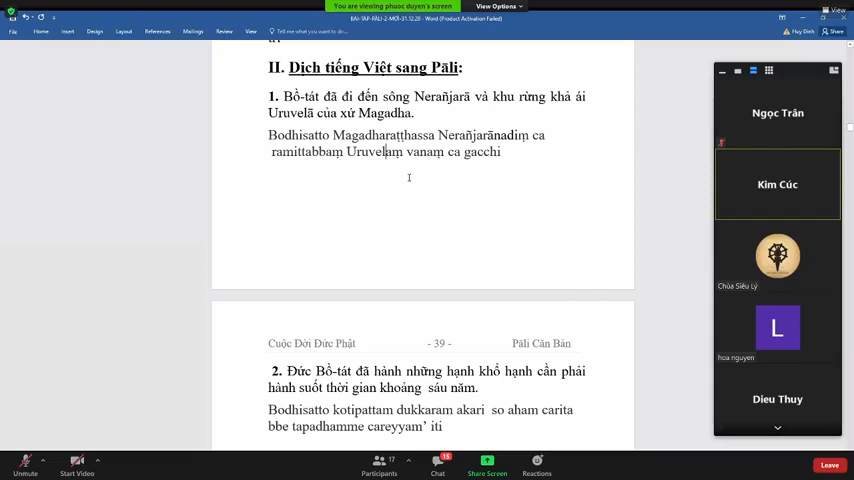 You are viewing phuoc duyen's screen
View Options
View
BAI-TAP-PALI-2-MOI-31.12.20 - Word (Product Activation Failed)
File
Home
Insert
Draw
Design
Layout
References
Mailings
Review
View
Tell me what you want to do
Huy Dinh
Share
II. Dịch tiếng Việt sang Pāli:
1. Bồ-tát đã đi đến sông Nerañjarā và khu rừng khả ái
Uruvelā của xứ Magadha.
Bodhisatto Magadharaṭṭhassa Nerañjarānadiṃ ca
ramittabbaṃ Uruvelaṃ vanaṃ ca gacchi
Cuộc Đời Đức Phật
- 39 -
Pāli Căn Bản
2. Đức Bồ-tát đã hành những hạnh khổ hạnh cần phải
hành suốt thời gian khoảng sáu năm.
Bodhisatto kotipattam dukkaram akari so aham carita
bbe tapadhamme careyyam' iti
Ngọc Trân
Kim Cúc
Chùa Siêu Lý
L
hoa nguyen
Dieu Thuy
Unmute
Start Video
17
Participants
15
Chat
Share Screen
Reactions
Leave